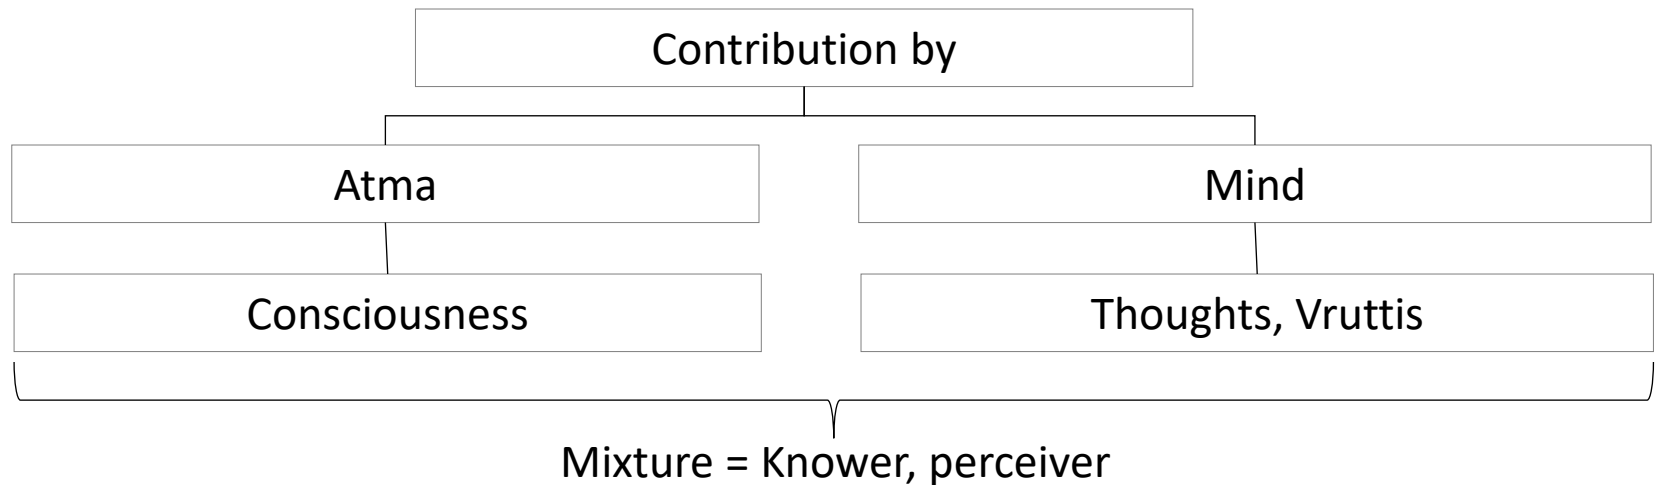 Contribution by
Atma
Mind
Consciousness
Thoughts, Vruttis
Mixture = Knower, perceiver